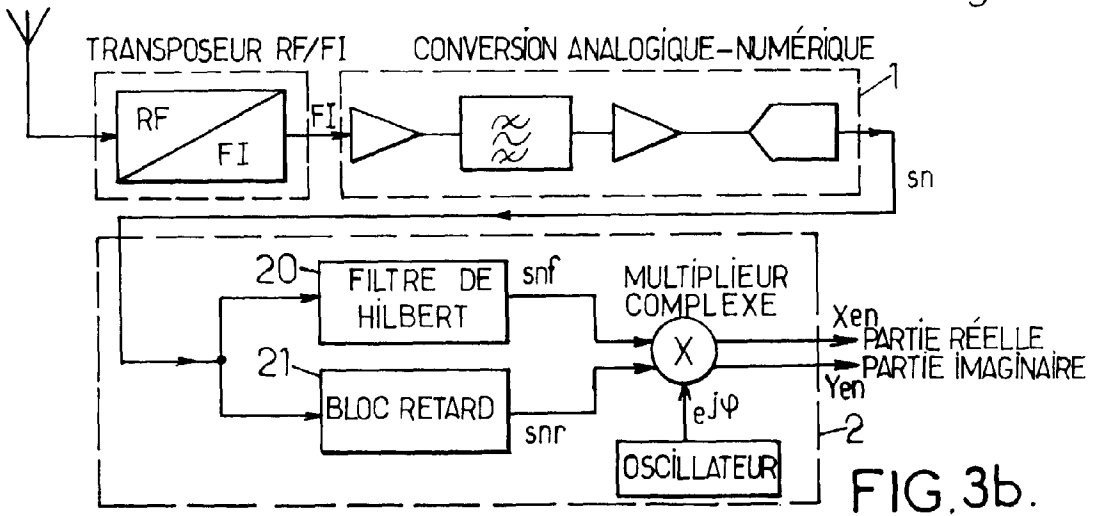 TRANSPOSEUR RF/FI
CONVERSION ANALOGIQUE-NUMÉRIQUE
1
RF
FI
FI
sn
20
FILTRE DE
HILBERT
snf
MULTIPLIEUR
COMPLEXE
X
Xen
PARTIE RÉELLE
PARTIE IMAGINAIRE
Yen
21
BLOC RETARD
snr
ejφ
OSCILLATEUR
2
FIG.3b.